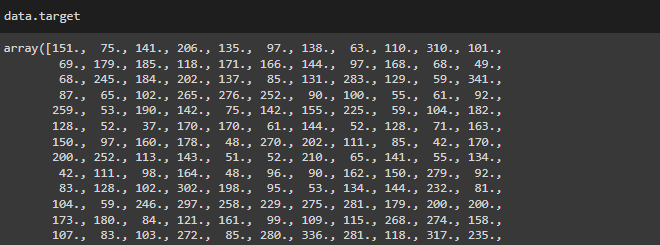 data.target
array([151., 75., 141., 206., 135., 97., 138., 63., 110., 310., 101.,
69., 179., 185., 118., 171., 166., 144., 97., 168., 68., 49.,
68., 245., 184., 202., 137., 85., 131., 283., 129., 59., 341.,
87., 65., 102., 265., 276., 252., 90., 100., 55., 61., 92.,
259., 53., 190., 142., 75., 142., 155., 225., 59., 104., 182.,
128., 52., 37., 170., 170., 61., 144., 52., 128., 71., 163.,
150., 97., 160., 178., 48., 270., 202., 111., 85., 42., 170.,
200., 252., 113., 143., 51., 52., 210., 65., 141., 55., 134.,
42., 111., 98., 164., 48., 96., 90., 162., 150., 279., 92.,
83., 128., 102., 302., 198., 95., 53., 134., 144., 232., 81.,
104., 59., 246., 297., 258., 229., 275., 281., 179., 200., 200.,
173., 180., 84., 121., 161., 99., 109., 115., 268., 274., 158.,
107., 83., 103., 272., 85., 280., 336., 281., 118., 317., 235.,